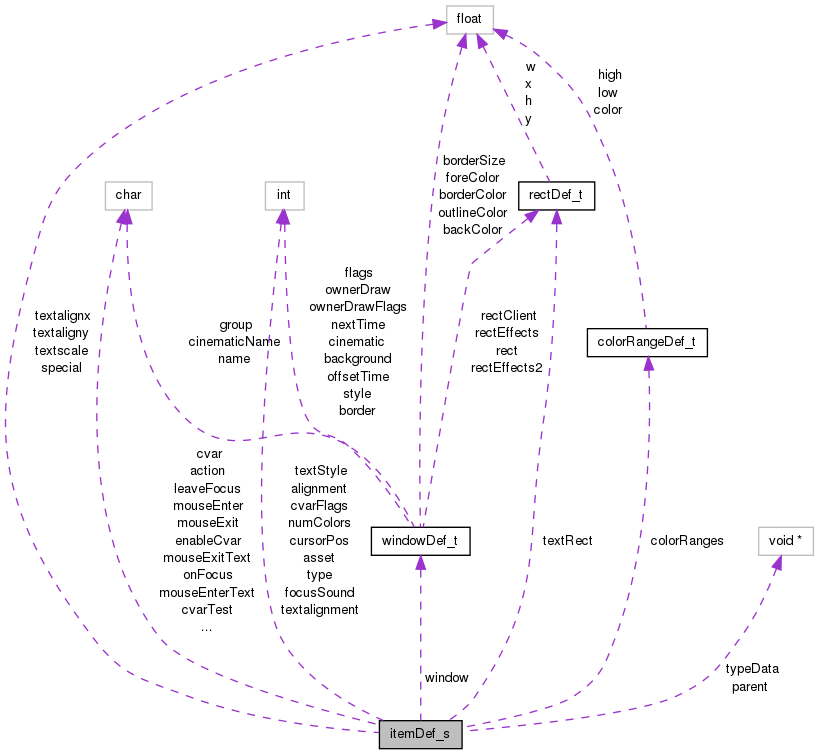 float
w
x
h
y
high
low
color
borderSize
foreColor
borderColor
outlineColor
backColor
char
int
rectDef_t
flags
ownerDraw
ownerDrawFlags
nextTime
cinematic
background
offsetTime
style
border
textalignx
textaligny
textscale
special
group
cinematicName
name
rectClient
rectEffects
rect
rectEffects2
colorRangeDef_t
cvar
action
leaveFocus
mouseEnter
mouseExit
enableCvar
mouseExitText
onFocus
mouseEnterText
cvarTest
...
textStyle
alignment
cvarFlags
numColors
cursorPos
asset
type
focusSound
textalignment
windowDef_t
textRect
colorRanges
void *
window
typeData
parent
itemDef_s